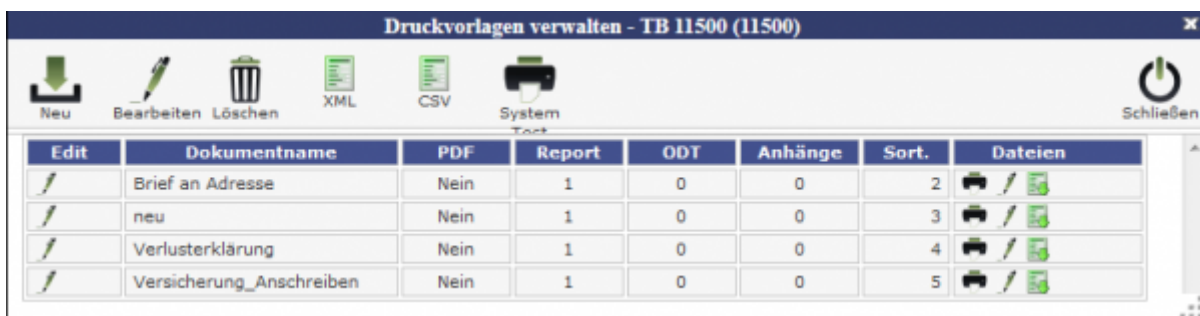 Druckvorlagen verwalten - TB 11500 (11500)
Neu Bearbeiten Löschen XML CSV System Test Schließen
Edit Dokumentname PDF Report ODT Anhänge Sort. Dateien
Brief an Adresse Nein 1 0 0 2
neu Nein 1 0 0 3
Verlusterklärung Nein 1 0 0 4
Versicherung_Anschreiben Nein 1 0 0 5